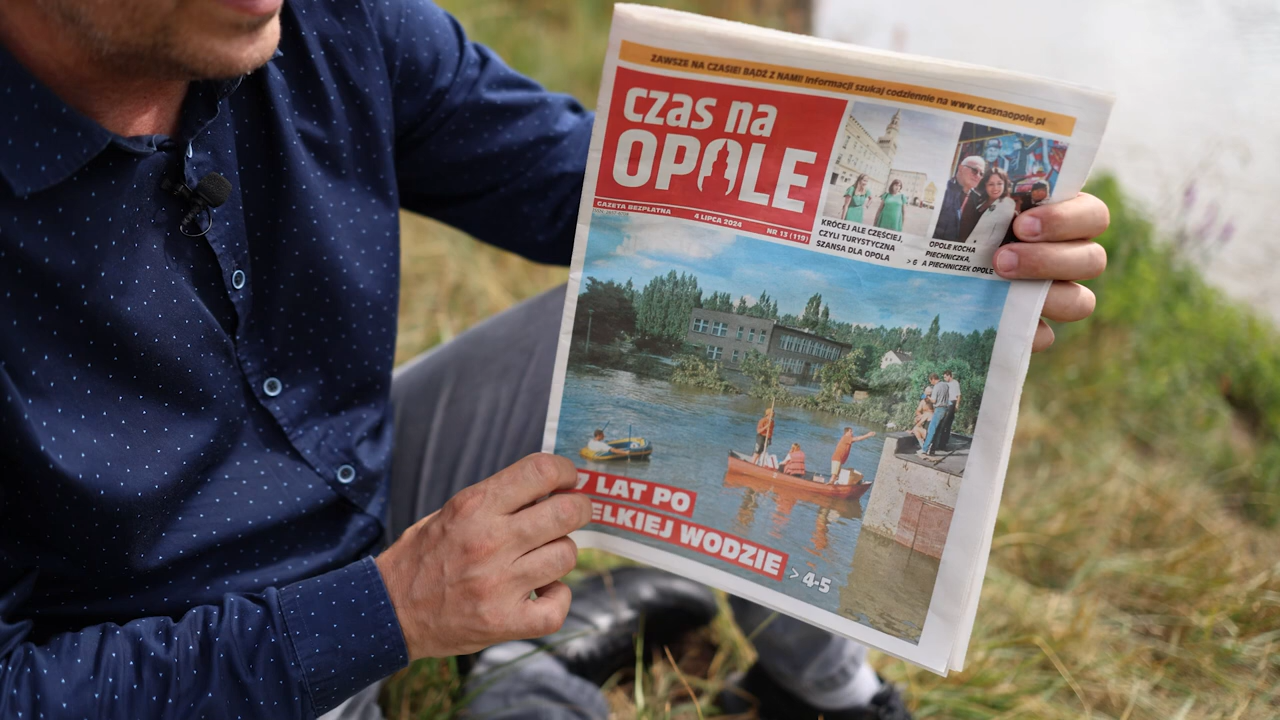 ZAWSZE NA CZASIE! BĄDŹ Z NAMI! Informacji szukaj codziennie na www.czasnaopole.pl
czas na
OPOLE
GAZETA BEZPŁATNA 4 LIPCA 2024 NR 13 (119)
KRÓCEJ ALE CZĘŚCIEJ,
CZYLI TURYSTYCZNA
SZANSA DLA OPOLA > 6
OPOLE KOCHA
PIECHNICZKA,
A PIECHNICZEK OPOLE
7 LAT PO
ELKIEJ WODZIE > 4-5